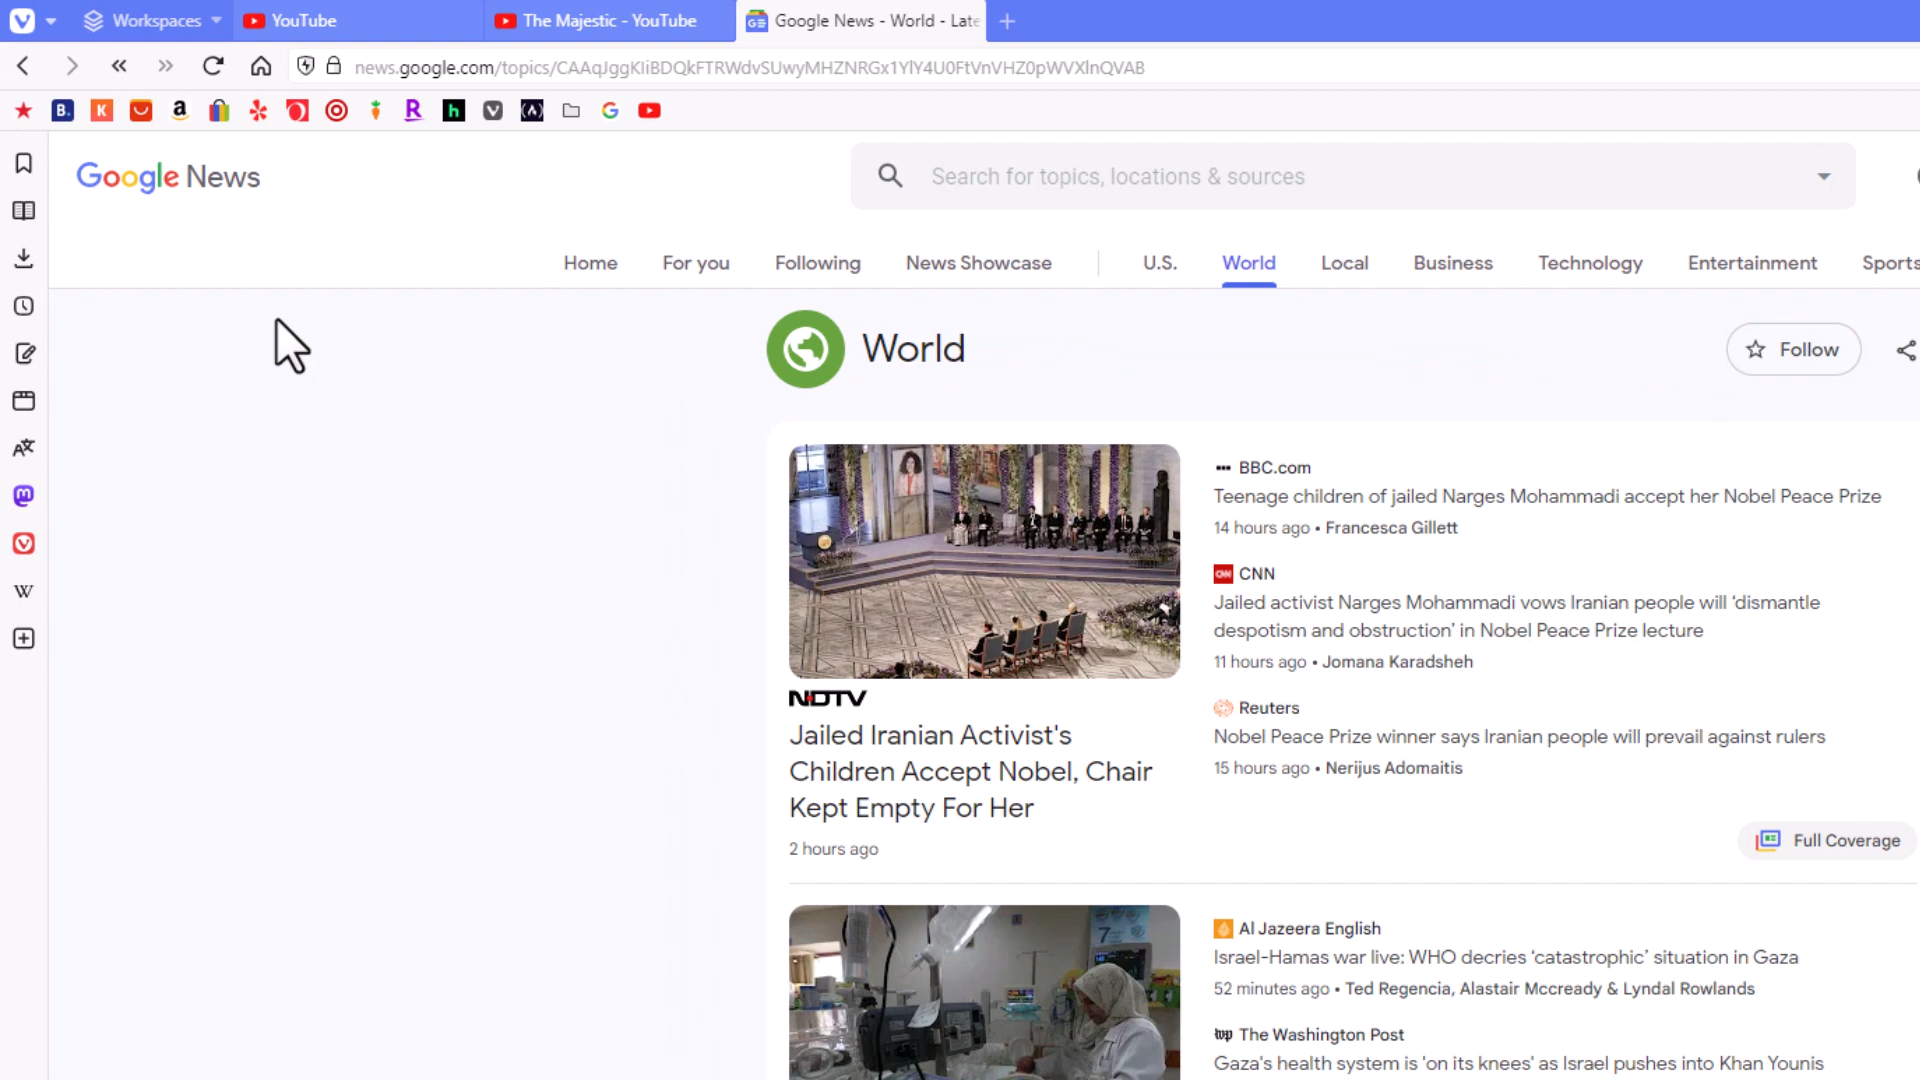 Workspaces
YouTube
The Majestic - YouTube
Google News - World - Late
news.google.com/topics/CAAqJggKIiBDQkFTRWdvSUwyMHZNRGx1YlY4U0FtVnVHZ0pWVXlnQVAB
Google News
Search for topics, locations & sources
Home
For you
Following
News Showcase
U.S.
World
Local
Business
Technology
Entertainment
Sports
World
Follow
NDTV
Jailed Iranian Activist's
Children Accept Nobel, Chair
Kept Empty For Her
2 hours ago
BBC.com
Teenage children of jailed Narges Mohammadi accept her Nobel Peace Prize
14 hours ago • Francesca Gillett
CNN
Jailed activist Narges Mohammadi vows Iranian people will ‘dismantle
despotism and obstruction’ in Nobel Peace Prize lecture
11 hours ago • Jomana Karadsheh
Reuters
Nobel Peace Prize winner says Iranian people will prevail against rulers
15 hours ago • Nerijus Adomaitis
Full Coverage
7
Al Jazeera English
Israel-Hamas war live: WHO decries ‘catastrophic’ situation in Gaza
52 minutes ago • Ted Regencia, Alastair Mccready & Lyndal Rowlands
wp The Washington Post
Gaza's health system is 'on its knees' as Israel pushes into Khan Younis